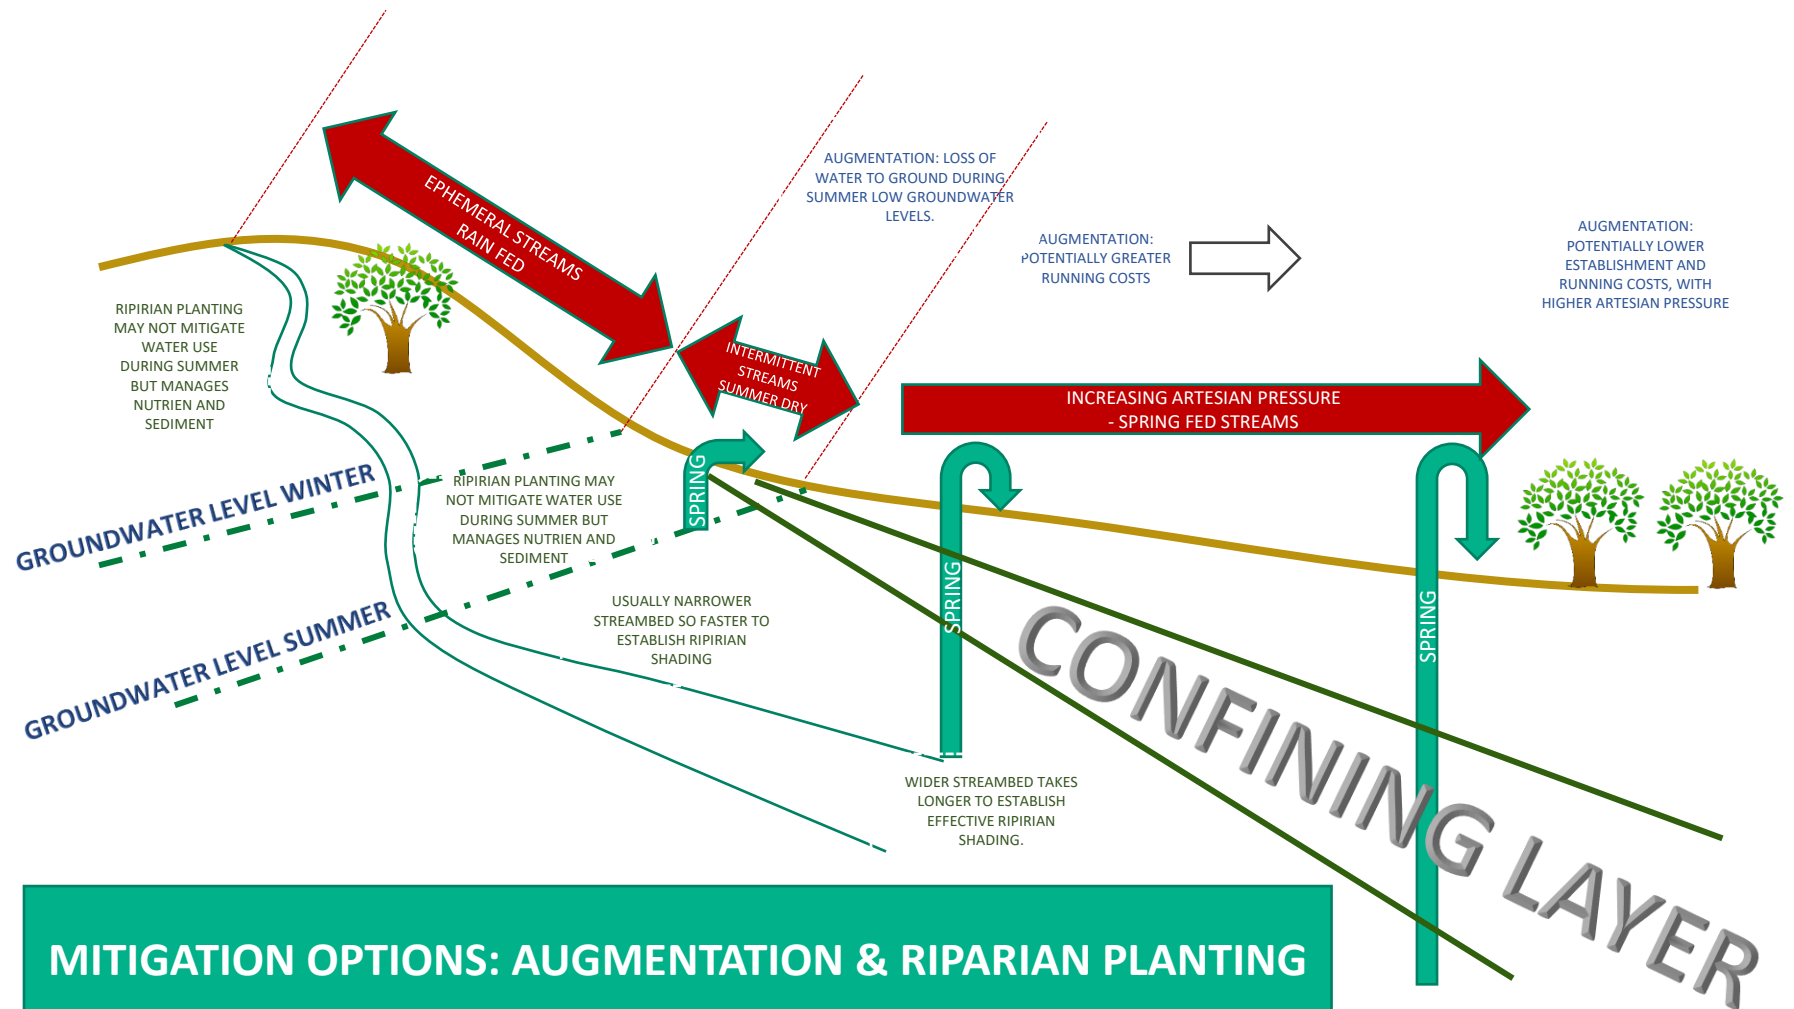 EPHEMERAL STREAMS
RAIN FED
AUGMENTATION: LOSS OF
WATER TO GROUND DURING
SUMMER LOW GROUNDWATER
LEVELS.
AUGMENTATION:
POTENTIALLY GREATER
RUNNING COSTS
AUGMENTATION:
POTENTIALLY LOWER
ESTABLISHMENT AND
RUNNING COSTS, WITH
HIGHER ARTESIAN PRESSURE
RIPIRIAN PLANTING
MAY NOT MITIGATE
WATER USE
DURING SUMMER
BUT MANAGES
NUTRIEN AND
SEDIMENT
INTERMITTENT
STREAMS
SUMMER DRY
INCREASING ARTESIAN PRESSURE
- SPRING FED STREAMS
GROUNDWATER LEVEL WINTER
RIPIRIAN PLANTING MAY
NOT MITIGATE WATER USE
DURING SUMMER BUT
MANAGES NUTRIEN AND
SEDIMENT
SPRING
SPRING
SPRING
GROUNDWATER LEVEL SUMMER
USUALLY NARROWER
STREAMBED SO FASTER TO
ESTABLISH RIPIRIAN
SHADING
CONFINING LAYER
WIDER STREAMBED TAKES
LONGER TO ESTABLISH
EFFECTIVE RIPIRIAN
SHADING.
MITIGATION OPTIONS: AUGMENTATION & RIPARIAN PLANTING